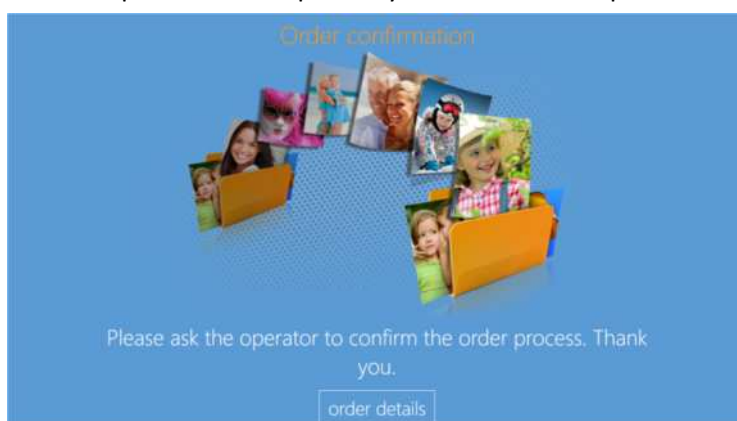 Order confirmation
Please ask the operator to confirm the order process. Thank
you.
order details